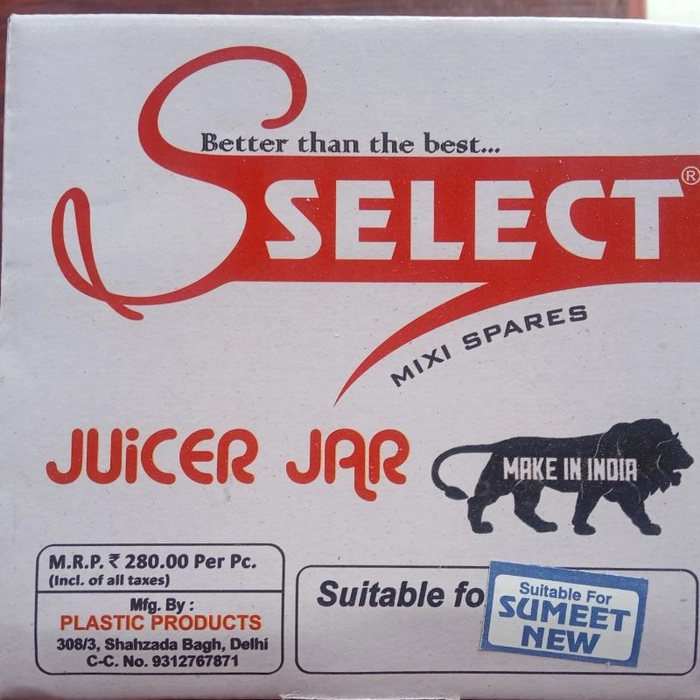 Better than the best...
SSELECT®
MIXI SPARES
JUiCER JAR
MAKE IN INDIA
M.R.P. ₹ 280.00 Per Pc.
(Incl. of all taxes)
Mfg. By :
PLASTIC PRODUCTS
308/3, Shahzada Bagh, Delhi
C-C. No. 9312767871
Suitable fo
Suitable For
SUMEET
NEW